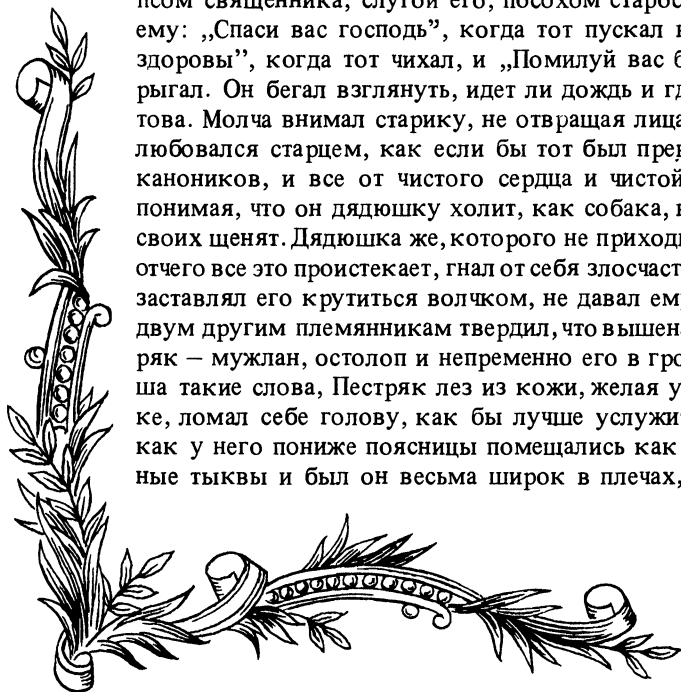 псом священника, слугой его, посохом старос
ему: „Спаси вас господь”, когда тот пускал
здоровы”, когда тот чихал, и „Помилуй вас б
рыгал. Он бегал взглянуть, идет ли дождь и гд
това. Молча внимал старику, не отвращая лица
любовался старцем, как если бы тот был пре
каноников, и все от чистого сердца и чистой
понимая, что он дядюшку холит, как собака,
своих щенят. Дядюшка же, которого не приходи
отчего все это проистекает, гнал от себя злосчаст
заставлял его крутиться волчком, не давал ем
двум другим племянникам твердил, что вышен
ряк – мужлан, остолоп и непременно его в гро
ша такие слова, Пестряк лез из кожи, желая у
ке, ломал себе голову, как бы лучше услужи
как у него пониже поясницы помещались как
ные тыквы и был он весьма широк в плечах,